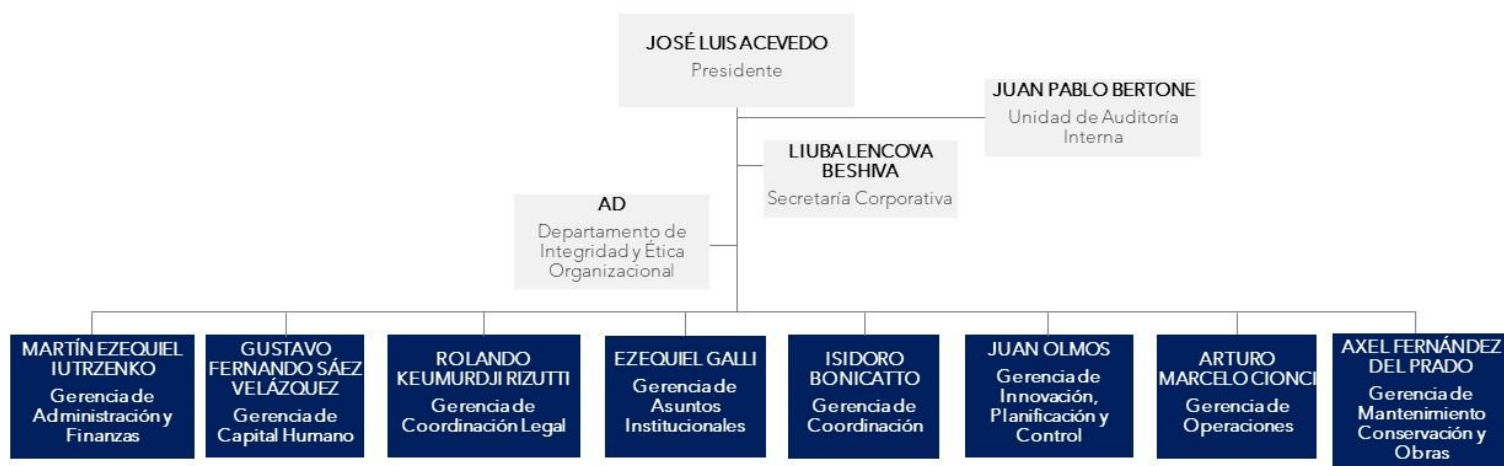 JOSÉ LUIS ACEVEDO
Presidente
JUAN PABLO BERTONE
Unidad de Auditoría
Interna
LIUBA LENCOVA
BESHIVA
Secretaría Corporativa
AD
Departamento de
Integridad y Ética
Organizacional
MARTÍN EZEQUIEL
IUTRZENKO
Gerencia de
Administración y
Finanzas
GUSTAVO
FERNANDO SÁEZ
VELÁZQUEZ
Gerencia de
Capital Humano
ROLANDO
KEUMURDJI RIZUTTI
Gerencia de
Coordinación Legal
EZEQUIEL GALLI
Gerencia de
Asuntos
Institucionales
ISIDORO
BONICATTO
Gerencia de
Coordinación
JUAN OLMOS
Gerencia de
Innovación,
Planificación y
Control
ARTURO
MARCELO CIONCI
Gerencia de
Operaciones
AXEL FERNÁNDEZ
DEL PRADO
Gerencia de
Mantenimiento
Conservación y
Obras